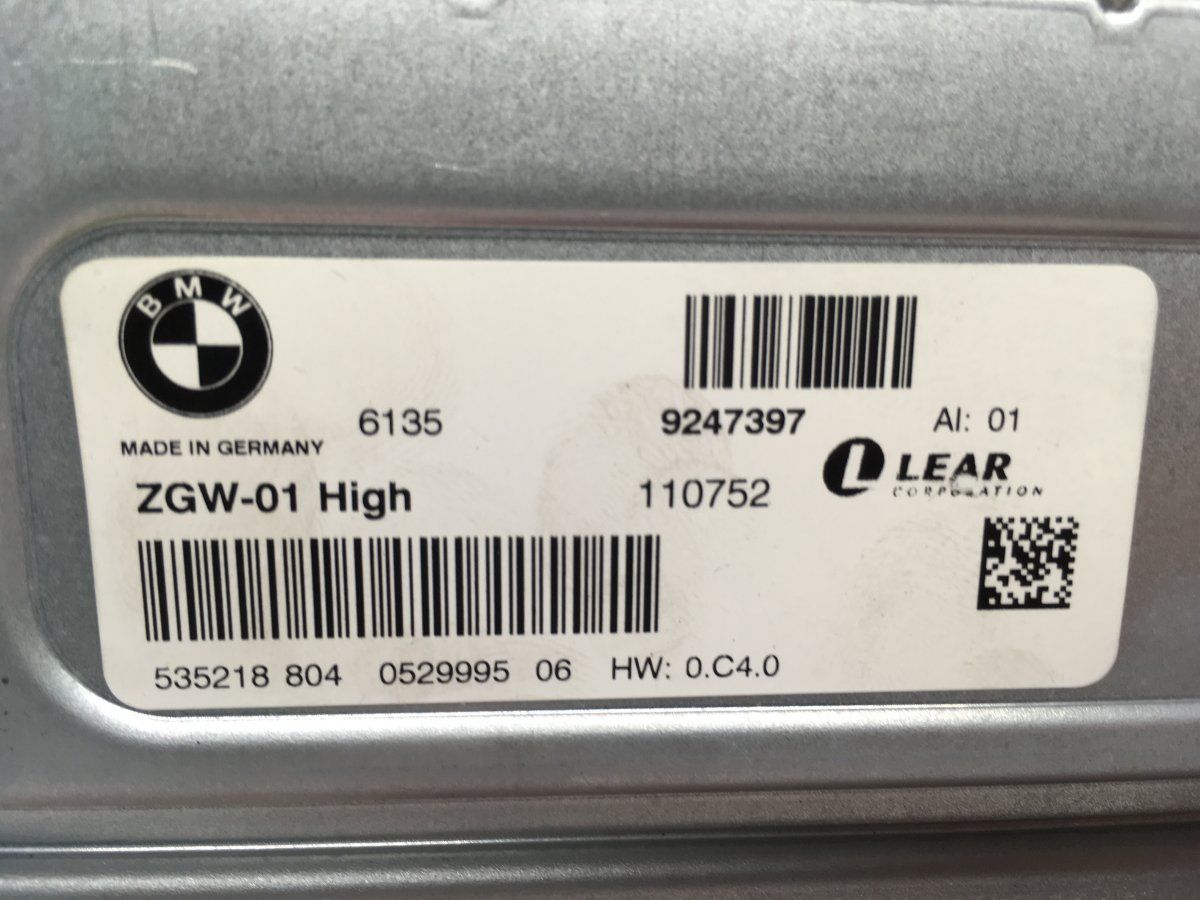 BMW
6135 9247397 AI: 01
MADE IN GERMANY
ZGW-01 High 110752
LEAR
CORPORATION
535218 804 0529995 06 HW: 0.C4.0